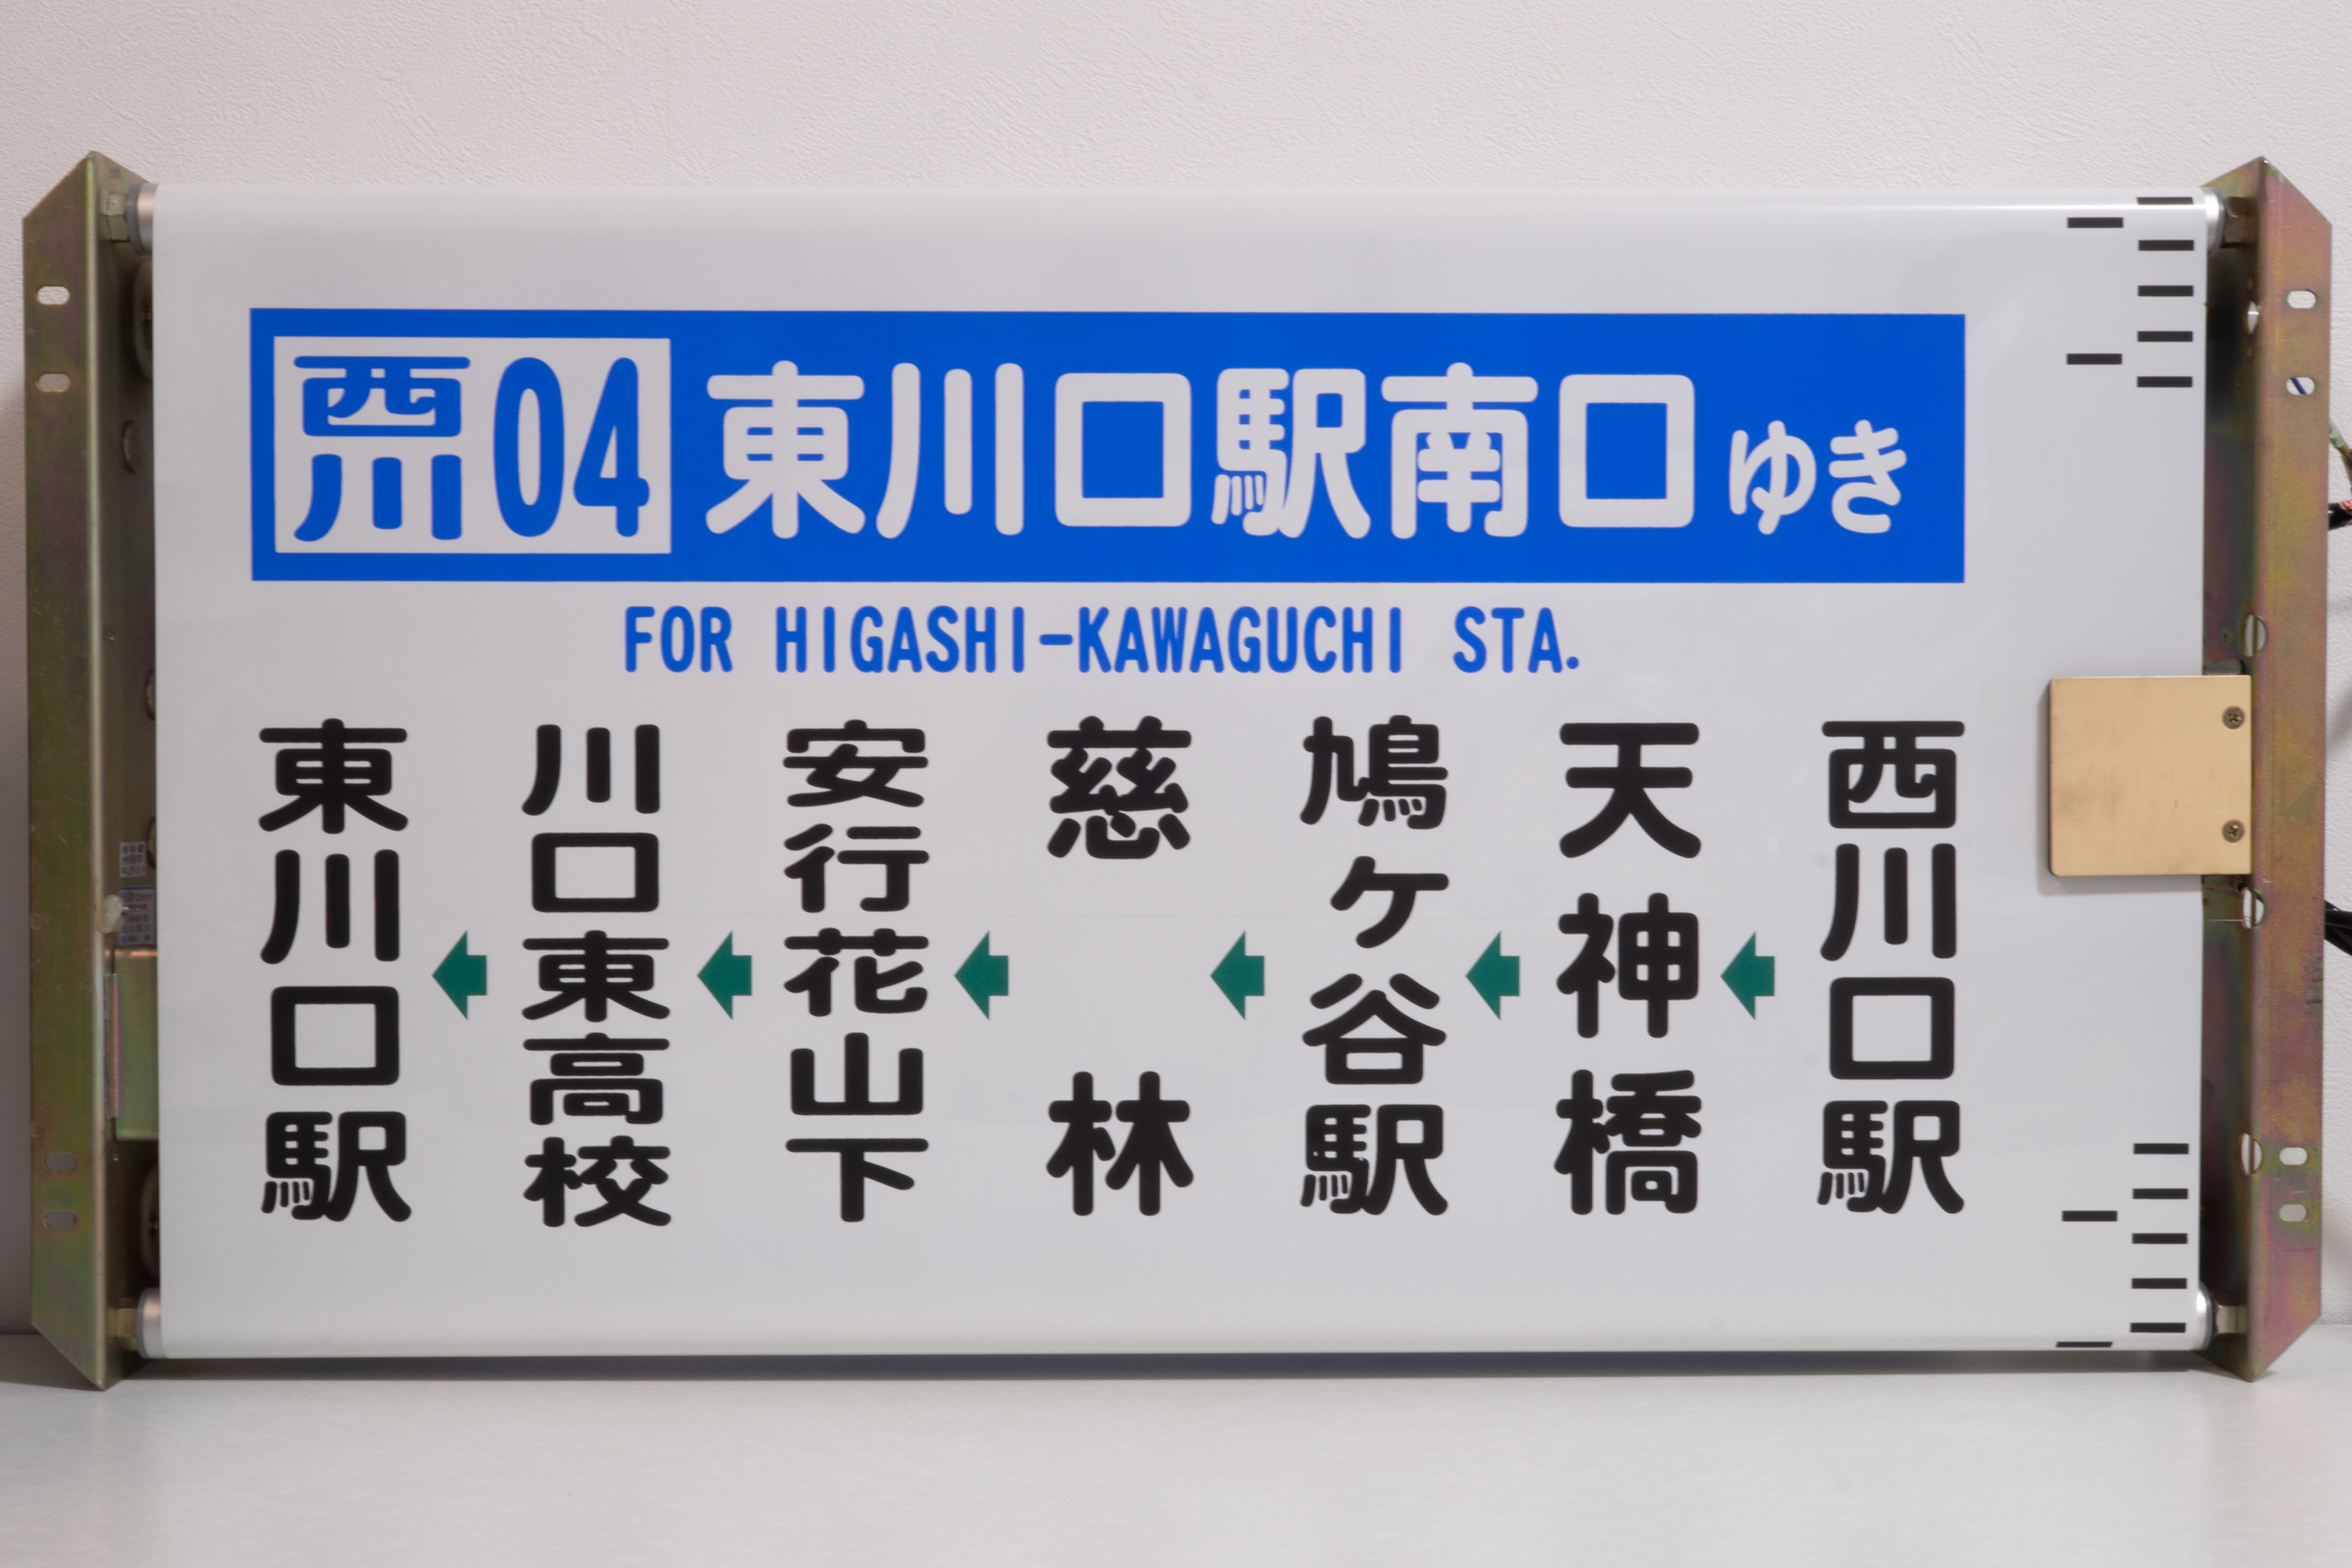 西川04 東川口駅南口ゆき
FOR HIGASHI-KAWAGUCHI STA.
西川口駅
天神橋
鳩ヶ谷駅
慈林
安行花山下
川口東高校
東川口駅